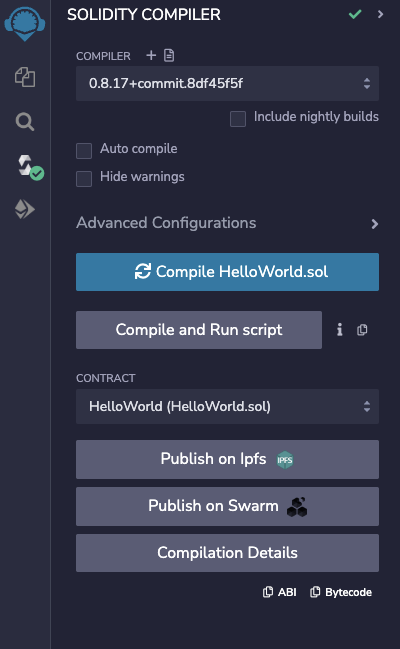 SOLIDITY COMPILER
COMPILER
0.8.17+commit.8df45f5f
Include nightly builds
Auto compile
Hide warnings
Advanced Configurations
Compile HelloWorld.sol
Compile and Run script
CONTRACT
HelloWorld (HelloWorld.sol)
Publish on Ipfs IPFS
Publish on Swarm
Compilation Details
ABI Bytecode